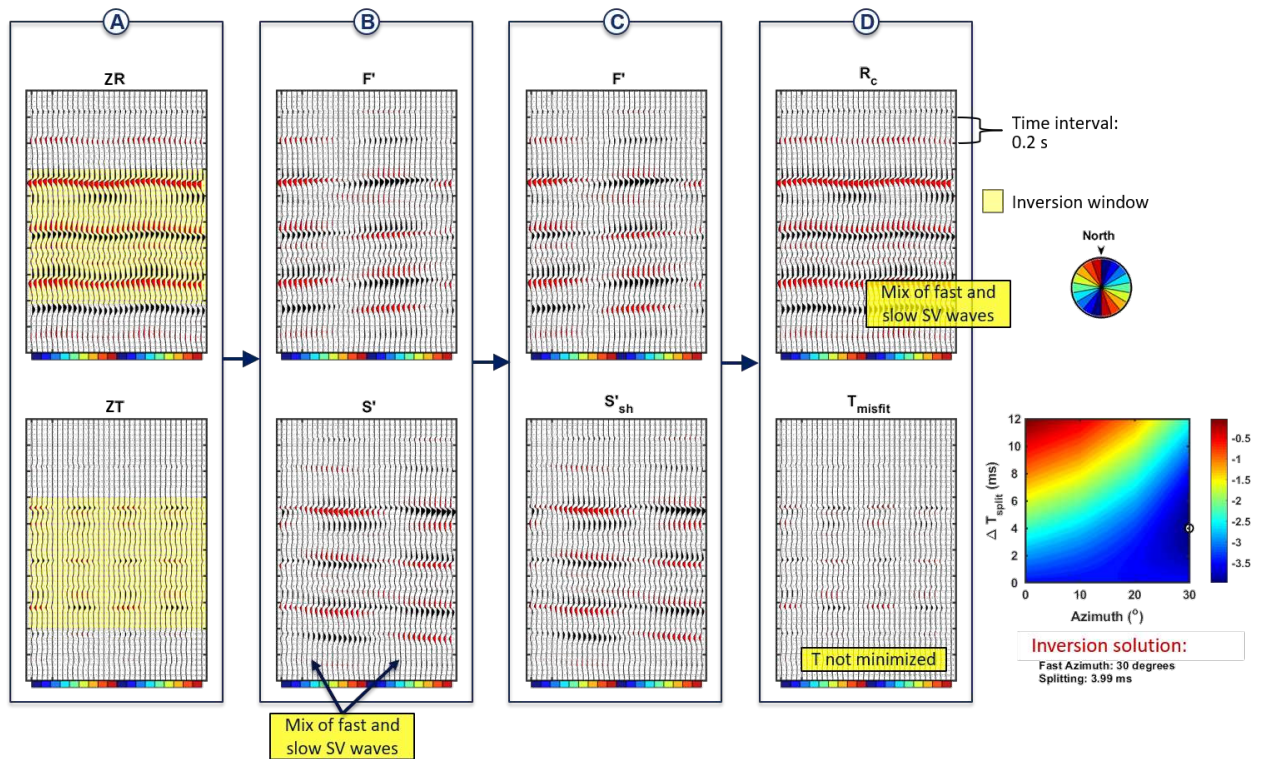 A
B
C
D
ZR
F'
F'
Rc
Time interval:
0.2 s
Inversion window
North
Mix of fast and
slow SV waves
ZT
S'
S'sh
Tmisfit
T not minimized
Mix of fast and
slow SV waves
12
10
8
6
4
2
0
Δ Tsplit (ms)
0
10
20
30
Azimuth (o)
-0.5
-1
-1.5
-2
-2.5
-3
-3.5
Inversion solution:
Fast Azimuth: 30 degrees
Splitting: 3.99 ms